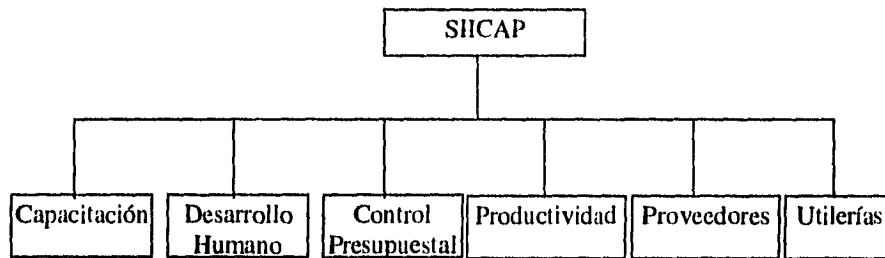 SIICAP
Capacitación
Desarrollo
Humano
Control
Presupuestal
Productividad
Proveedores
Utilerías